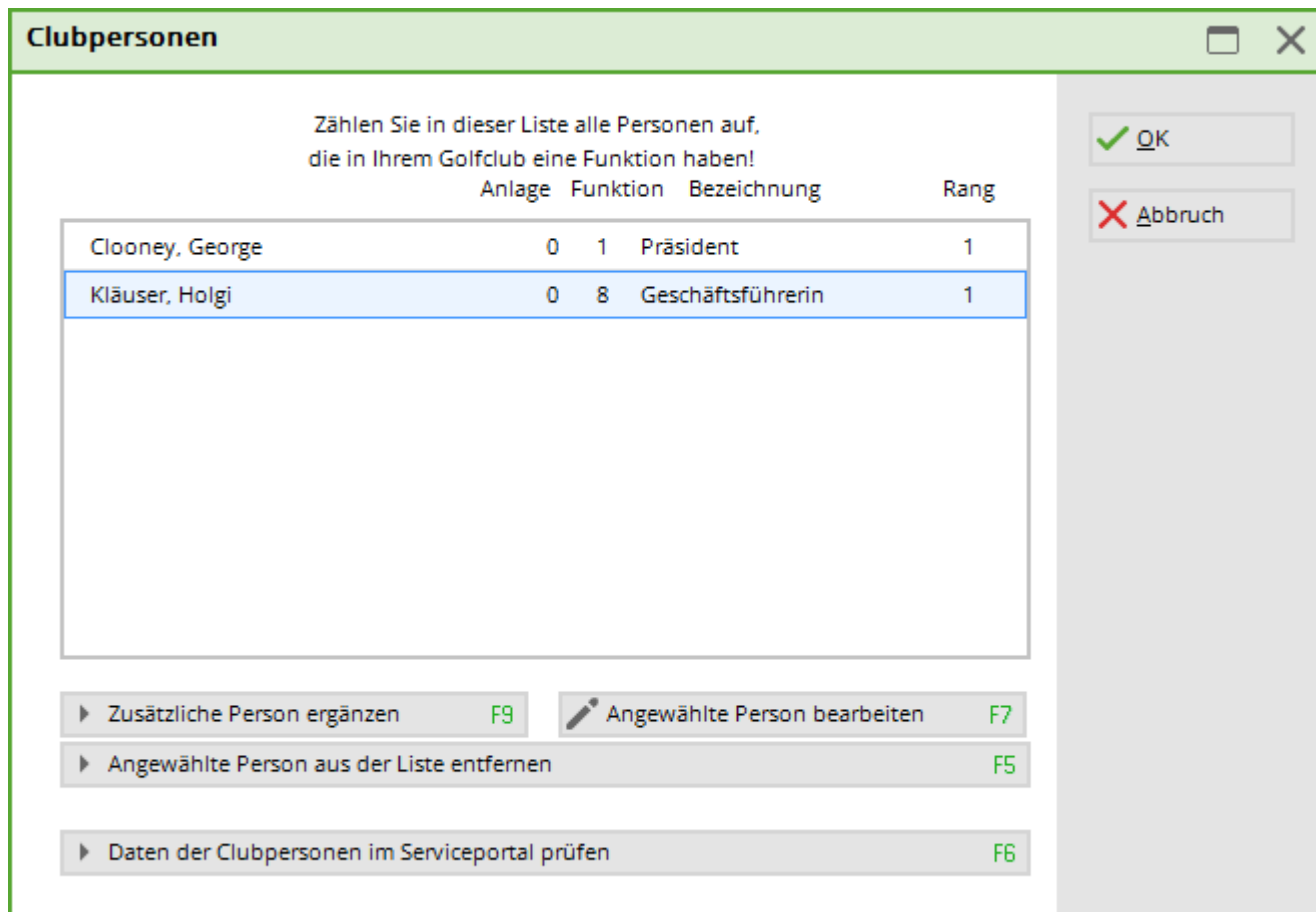 Clubpersonen
Zählen Sie in dieser Liste alle Personen auf,
die in Ihrem Golfclub eine Funktion haben!
Anlage Funktion Bezeichnung Rang
Clooney, George 0 1 Präsident 1
Kläuser, Holgi 0 8 Geschäftsführerin 1
Zusätzliche Person ergänzen F9
Angewählte Person bearbeiten F7
Angewählte Person aus der Liste entfernen F5
Daten der Clubpersonen im Serviceportal prüfen F6
OK
Abbruch